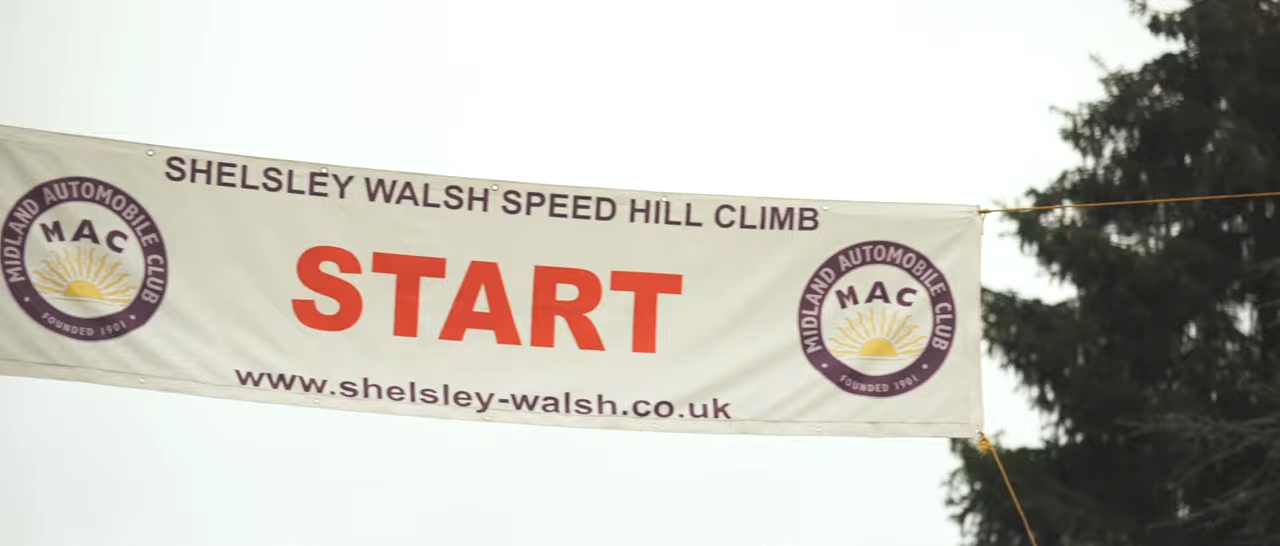 SHELSLEY WALSH SPEED HILL CLIMB
MIDLAND AUTOMOBILE CLUB
MAC
FOUNDED 1901
START
MIDLAND AUTOMOBILE CLUB
MAC
FOUNDED 1901
www.shelsley-walsh.co.uk